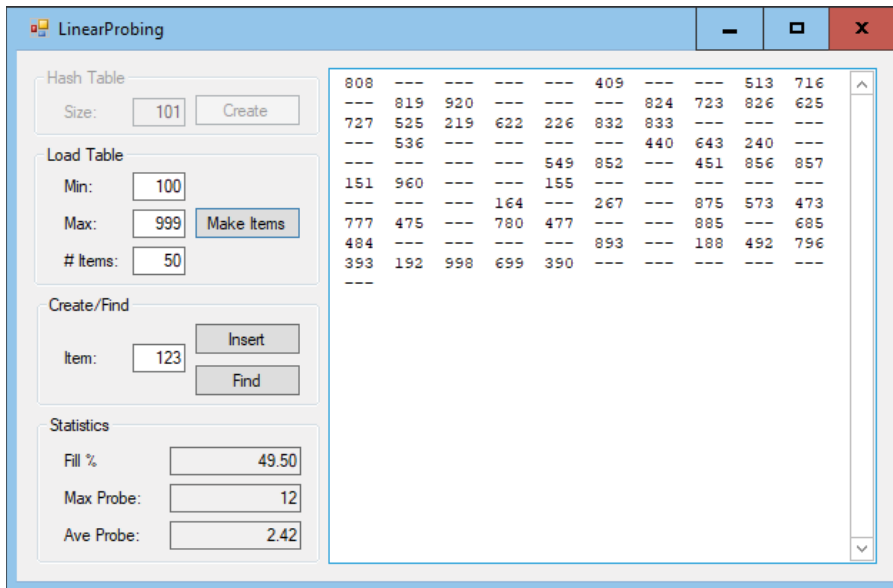 LinearProbing
Hash Table
Size: 101 Create
Load Table
Min: 100
Max: 999 Make Items
# Items: 50
Create/Find
Item: 123 Insert
Find
Statistics
Fill % 49.50
Max Probe: 12
Ave Probe: 2.42
808 --- --- --- --- 409 --- --- 513 716
--- 819 920 --- --- --- 824 723 826 625
727 525 219 622 226 832 833 --- --- ---
--- 536 --- --- --- --- 440 643 240 ---
--- --- --- --- 549 852 --- 451 856 857
151 960 --- --- 155 --- --- --- --- ---
--- --- --- 164 --- 267 --- 875 573 473
777 475 --- 780 477 --- --- 885 --- 685
484 --- --- --- --- 893 --- 188 492 796
393 192 998 699 390 --- --- --- --- ---
---